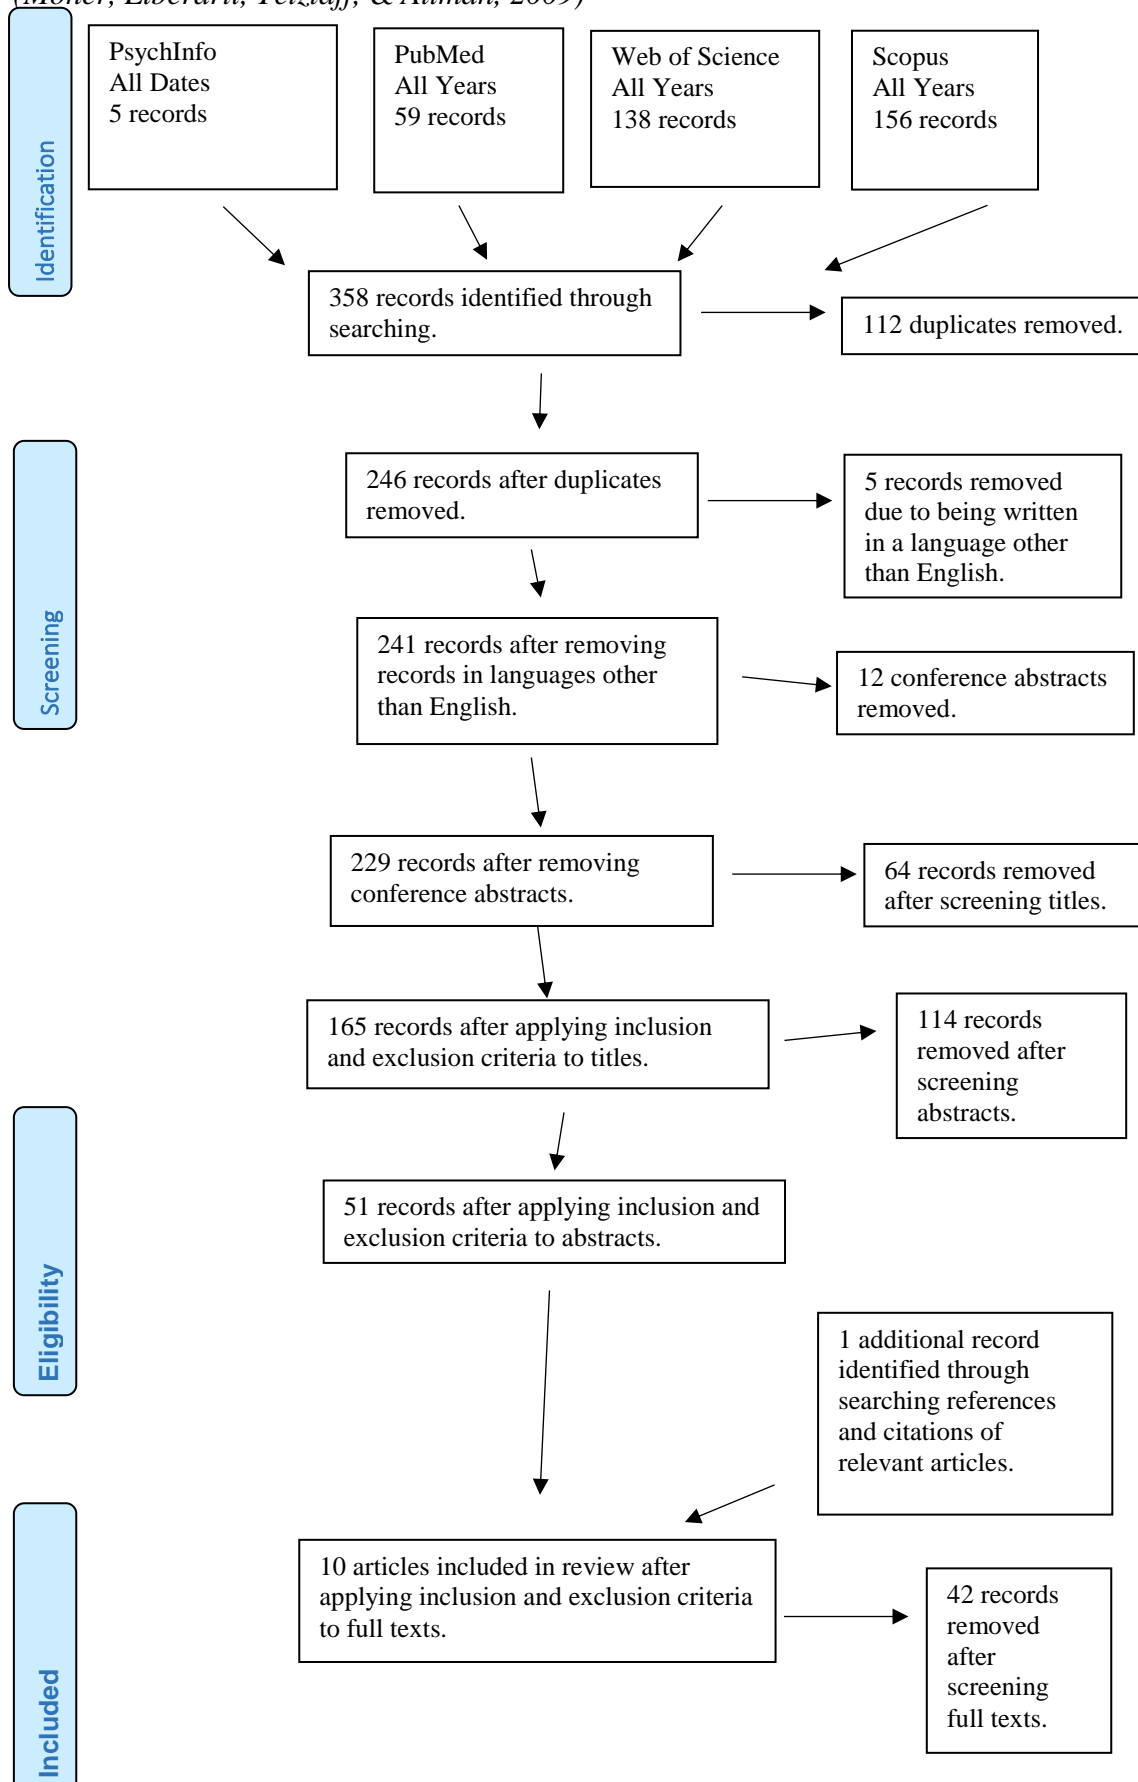 (Moher, Liberarti, Tetzlaff, & Altman, 2009)
Identification
PsychInfo
All Dates
5 records
PubMed
All Years
59 records
Web of Science
All Years
138 records
Scopus
All Years
156 records
358 records identified through
searching.
112 duplicates removed.
Screening
246 records after duplicates
removed.
5 records removed
due to being written
in a language other
than English.
241 records after removing
records in languages other
than English.
12 conference abstracts
removed.
229 records after removing
conference abstracts.
64 records removed
after screening titles.
165 records after applying inclusion
and exclusion criteria to titles.
114 records
removed after
screening
abstracts.
Eligibility
51 records after applying inclusion and
exclusion criteria to abstracts.
1 additional record
identified through
searching references
and citations of
relevant articles.
Included
10 articles included in review after
applying inclusion and exclusion criteria
to full texts.
42 records
removed
after
screening
full texts.